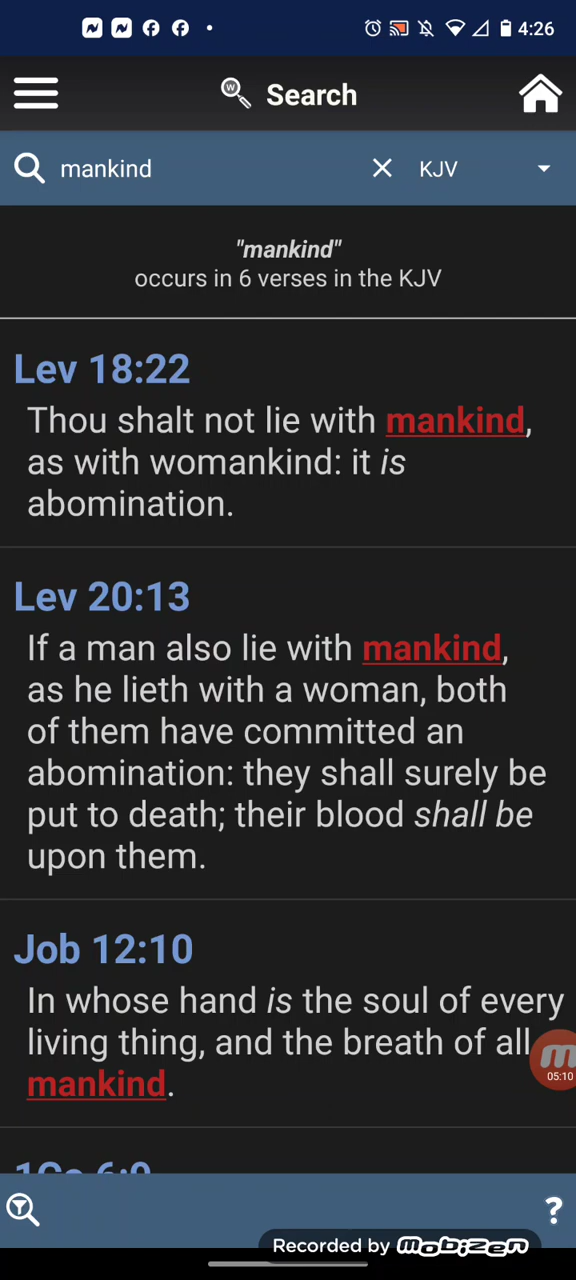 4:26
Search
mankind
KJV
"mankind"
occurs in 6 verses in the KJV
Lev 18:22
Thou shalt not lie with mankind,
as with womankind: it is
abomination.
Lev 20:13
If a man also lie with mankind,
as he lieth with a woman, both
of them have committed an
abomination: they shall surely be
put to death; their blood shall be
upon them.
Job 12:10
In whose hand is the soul of every
living thing, and the breath of all
mankind.
05:10
1Co 6:9
?
Recorded by mobizen